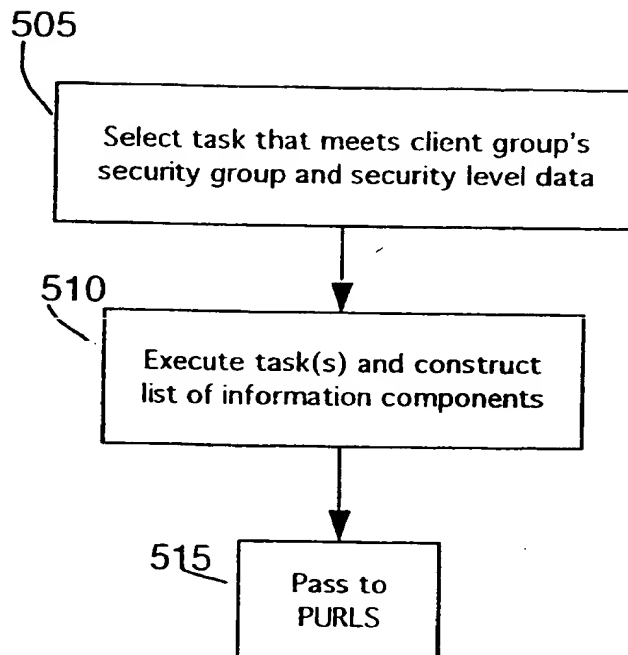 505
Select task that meets client group's
security group and security level data
510
Execute task(s) and construct
list of information components
515
Pass to
PURLS